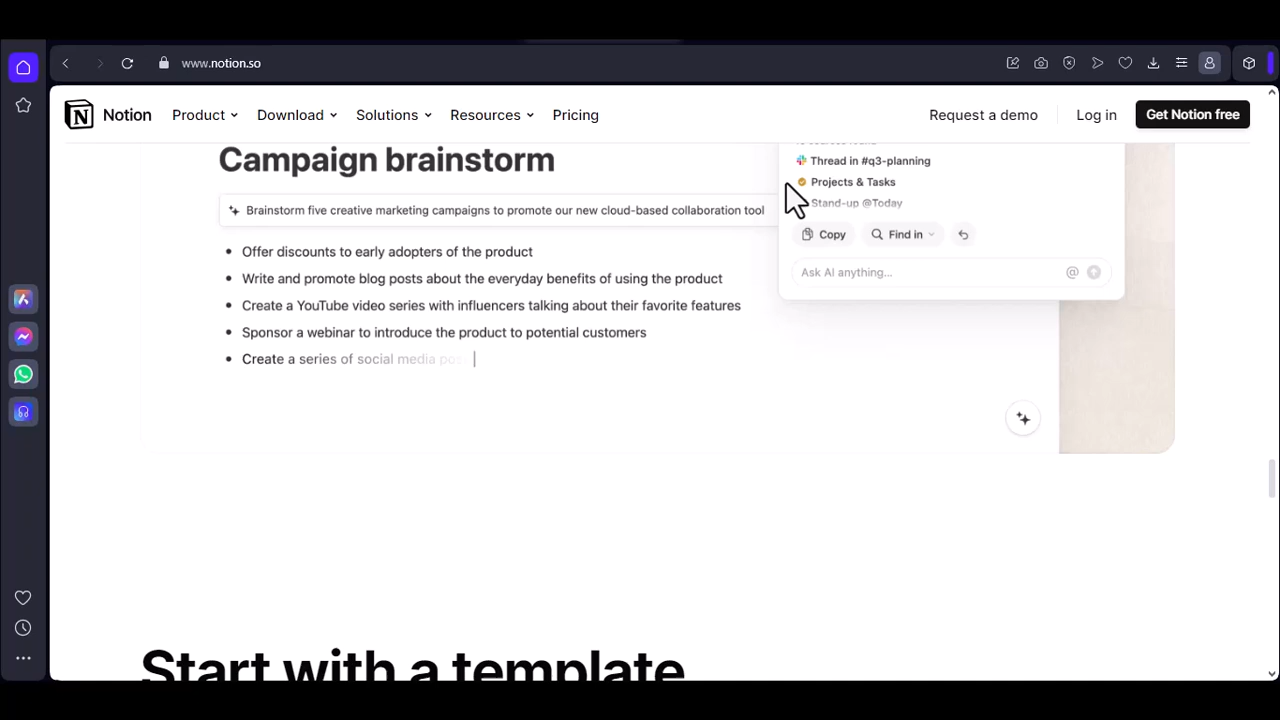 www.notion.so
Notion
Product
Download
Solutions
Resources
Pricing
Request a demo
Log in
Get Notion free
Campaign brainstorm
Brainstorm five creative marketing campaigns to promote our new cloud-based collaboration tool
Offer discounts to early adopters of the product
Write and promote blog posts about the everyday benefits of using the product
Create a YouTube video series with influencers talking about their favorite features
Sponsor a webinar to introduce the product to potential customers
Create a series of social media
Thread in #q3-planning
Projects & Tasks
Stand-up @Today
Copy
Find in
Ask AI anything...
@
Start with a template